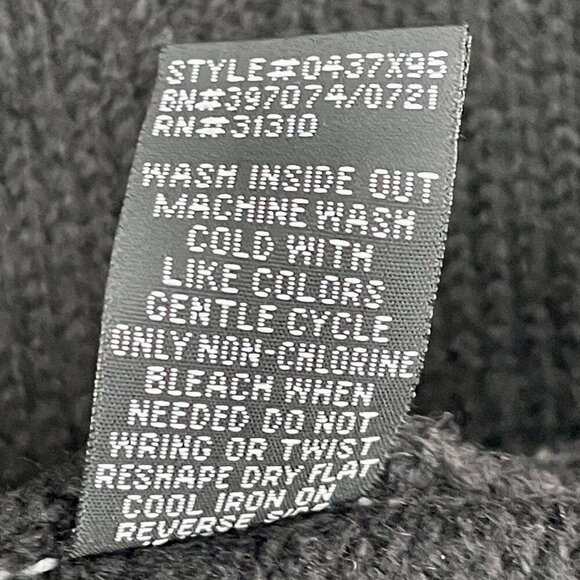 STYLE#0437X95
BN#397074/0721
RN#31310
WASH INSIDE OUT
MACHINE WASH
COLD WITH
LIKE COLORS
GENTLE CYCLE
ONLY NON-CHLORINE
BLEACH WHEN
NEEDED DO NOT
WRING OR TWIST
RESHAPE DRY FLAT
COOL IRON ON
REVERSE